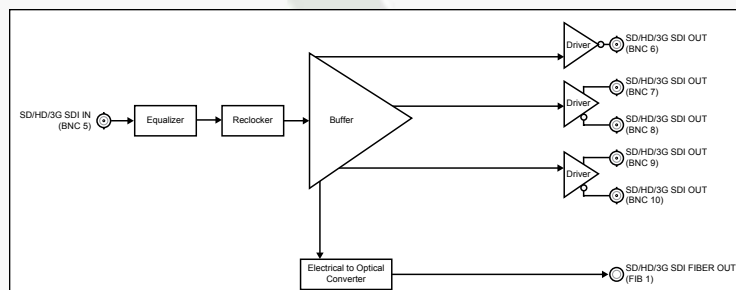 SD/HD/3G SDI IN
(BNC 5)
Equalizer
Reclocker
Buffer
Driver
SD/HD/3G SDI OUT
(BNC 6)
Driver
SD/HD/3G SDI OUT
(BNC 7)
SD/HD/3G SDI OUT
(BNC 8)
Driver
SD/HD/3G SDI OUT
(BNC 9)
SD/HD/3G SDI OUT
(BNC 10)
Electrical to Optical
Converter
SD/HD/3G SDI FIBER OUT
(FIB 1)